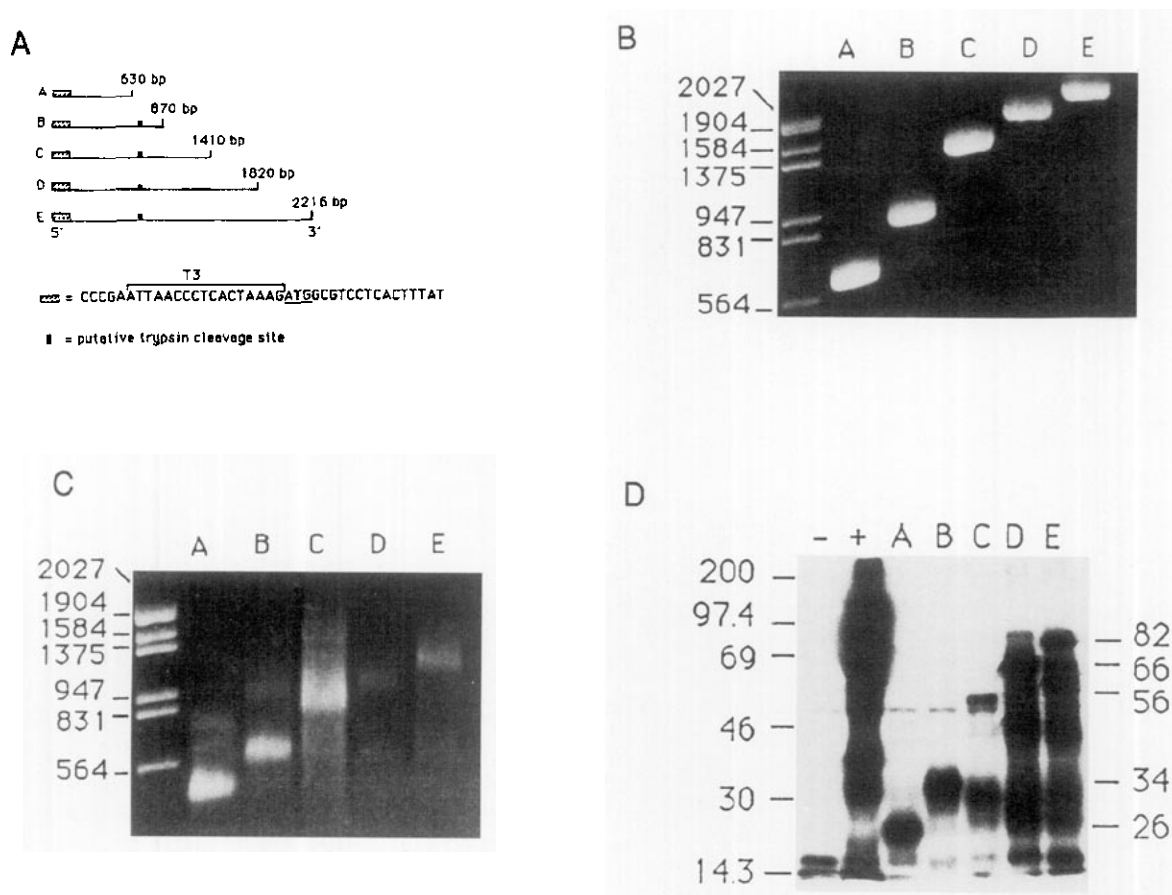 A
630 bp
A
870 bp
B
1410 bp
C
1820 bp
D
2216 bp
E
5' 3'
T3
= CCCGAATTAACCCTCACTAAAGATGGCGTCCTCACTTTAT
= putative trypsin cleavage site
B
A B C D E
2027
1904
1584
1375
947
831
564
C
A B C D E
2027
1904
1584
1375
947
831
564
D
- + A B C D E
200
97.4
69
46
30
14.3
82
66
56
34
26